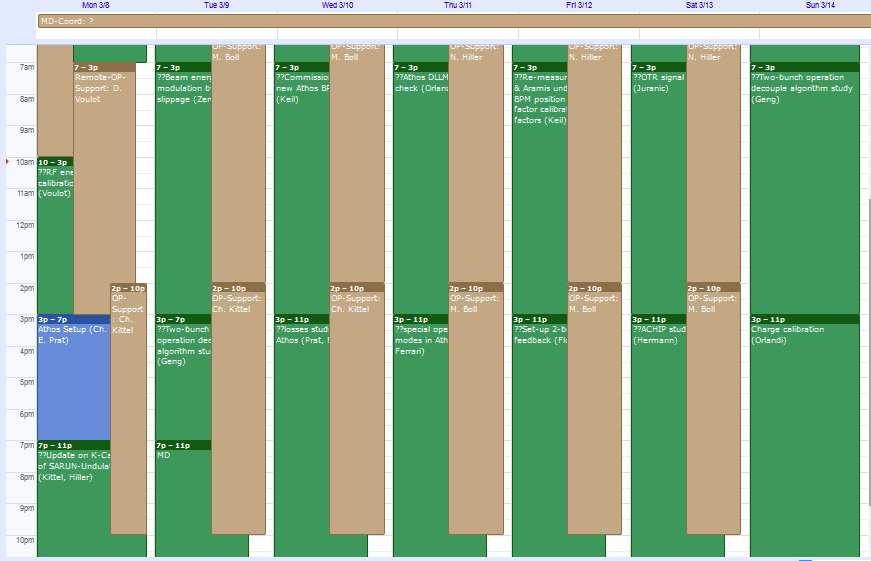 Mon 3/8
Tue 3/9
Wed 3/10
Thu 3/11
Fri 3/12
Sat 3/13
Sun 3/14
MD-Coord: ?
7am
8am
9am
10am
11am
12pm
1pm
2pm
3pm
4pm
5pm
6pm
7pm
8pm
9pm
10pm
7 – 3p
Remote-OP-
Support: D.
Voulot
10 – 3p
??RF ene
calibratic
(Voulot)
2p – 10p
OP-
Support
: Ch.
Kittel
3p – 7p
Athos Setup (Ch.
E. Prat)
7p – 11p
??Update on K-Ca
of SARUN-Undulat
(Kittel, Hiller)
OP-Support:
M. Boll
7 – 3p
??Beam energ
modulation b
slippage (Zen
2p – 10p
OP-Support:
Ch. Kittel
3p – 7p
??Two-bunch
operation dec
algorithm stu
(Geng)
7p – 11p
MD
OP-Support:
M. Boll
7 – 3p
??Commission
new Athos BP
(Keil)
2p – 10p
OP-Support:
Ch. Kittel
3p – 11p
??losses studi
Athos (Prat,
OP-Support:
N. Hiller
7 – 3p
??Athos DLLM
check (Orland
2p – 10p
OP-Support:
M. Boll
3p – 11p
??special ope
modes in Ath
Ferrari)
OP-Support:
N. Hiller
7 – 3p
??Re-measur
& Aramis und
BPM position
factor calibra
factors (Keil)
2p – 10p
OP-Support:
M. Boll
3p – 11p
??Set-up 2-b
feedback (Flo
OP-Support:
N. Hiller
7 – 3p
??OTR signal
(Juranic)
2p – 10p
OP-Support:
M. Boll
3p – 11p
??ACHIP stud
(Hermann)
7 – 3p
??Two-bunch operation
decouple algorithm study
(Geng)
3p – 11p
Charge calibration
(Orlandi)